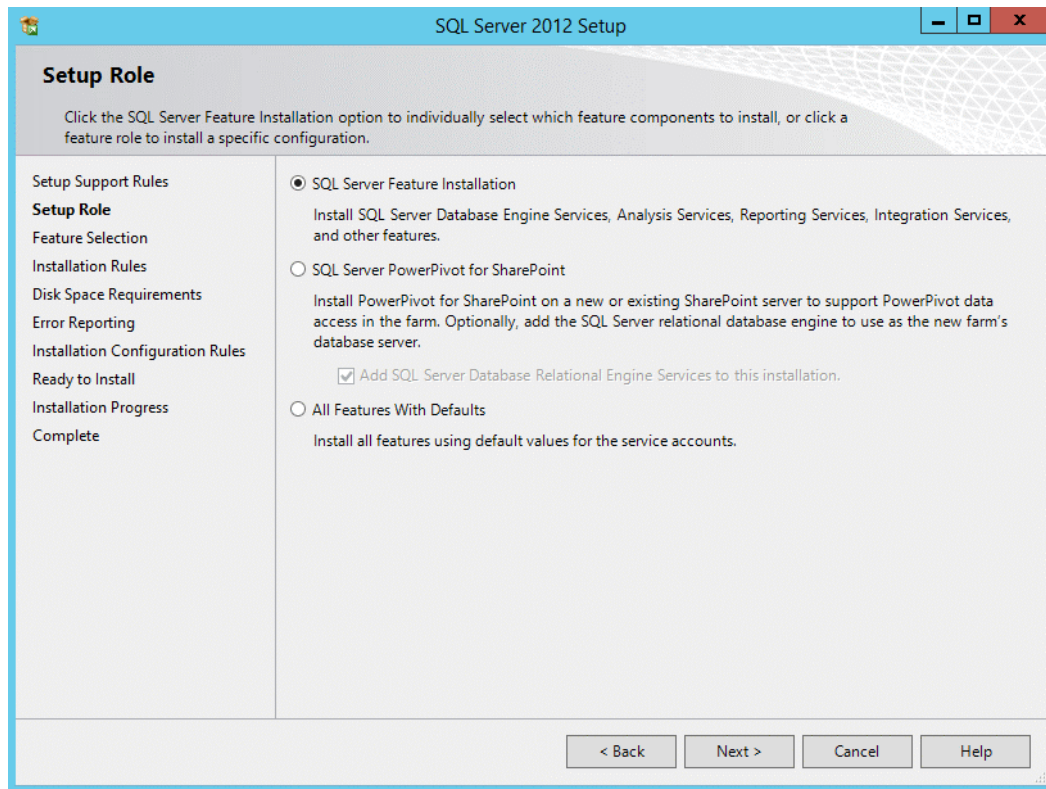 SQL Server 2012 Setup
Setup Role
Click the SQL Server Feature Installation option to individually select which feature components to install, or click a
feature role to install a specific configuration.
Setup Support Rules
Setup Role
Feature Selection
Installation Rules
Disk Space Requirements
Error Reporting
Installation Configuration Rules
Ready to Install
Installation Progress
Complete
SQL Server Feature Installation
Install SQL Server Database Engine Services, Analysis Services, Reporting Services, Integration Services,
and other features.
SQL Server PowerPivot for SharePoint
Install PowerPivot for SharePoint on a new or existing SharePoint server to support PowerPivot data
access in the farm. Optionally, add the SQL Server relational database engine to use as the new farm's
database server.
Add SQL Server Database Relational Engine Services to this installation.
All Features With Defaults
Install all features using default values for the service accounts.
< Back
Next >
Cancel
Help